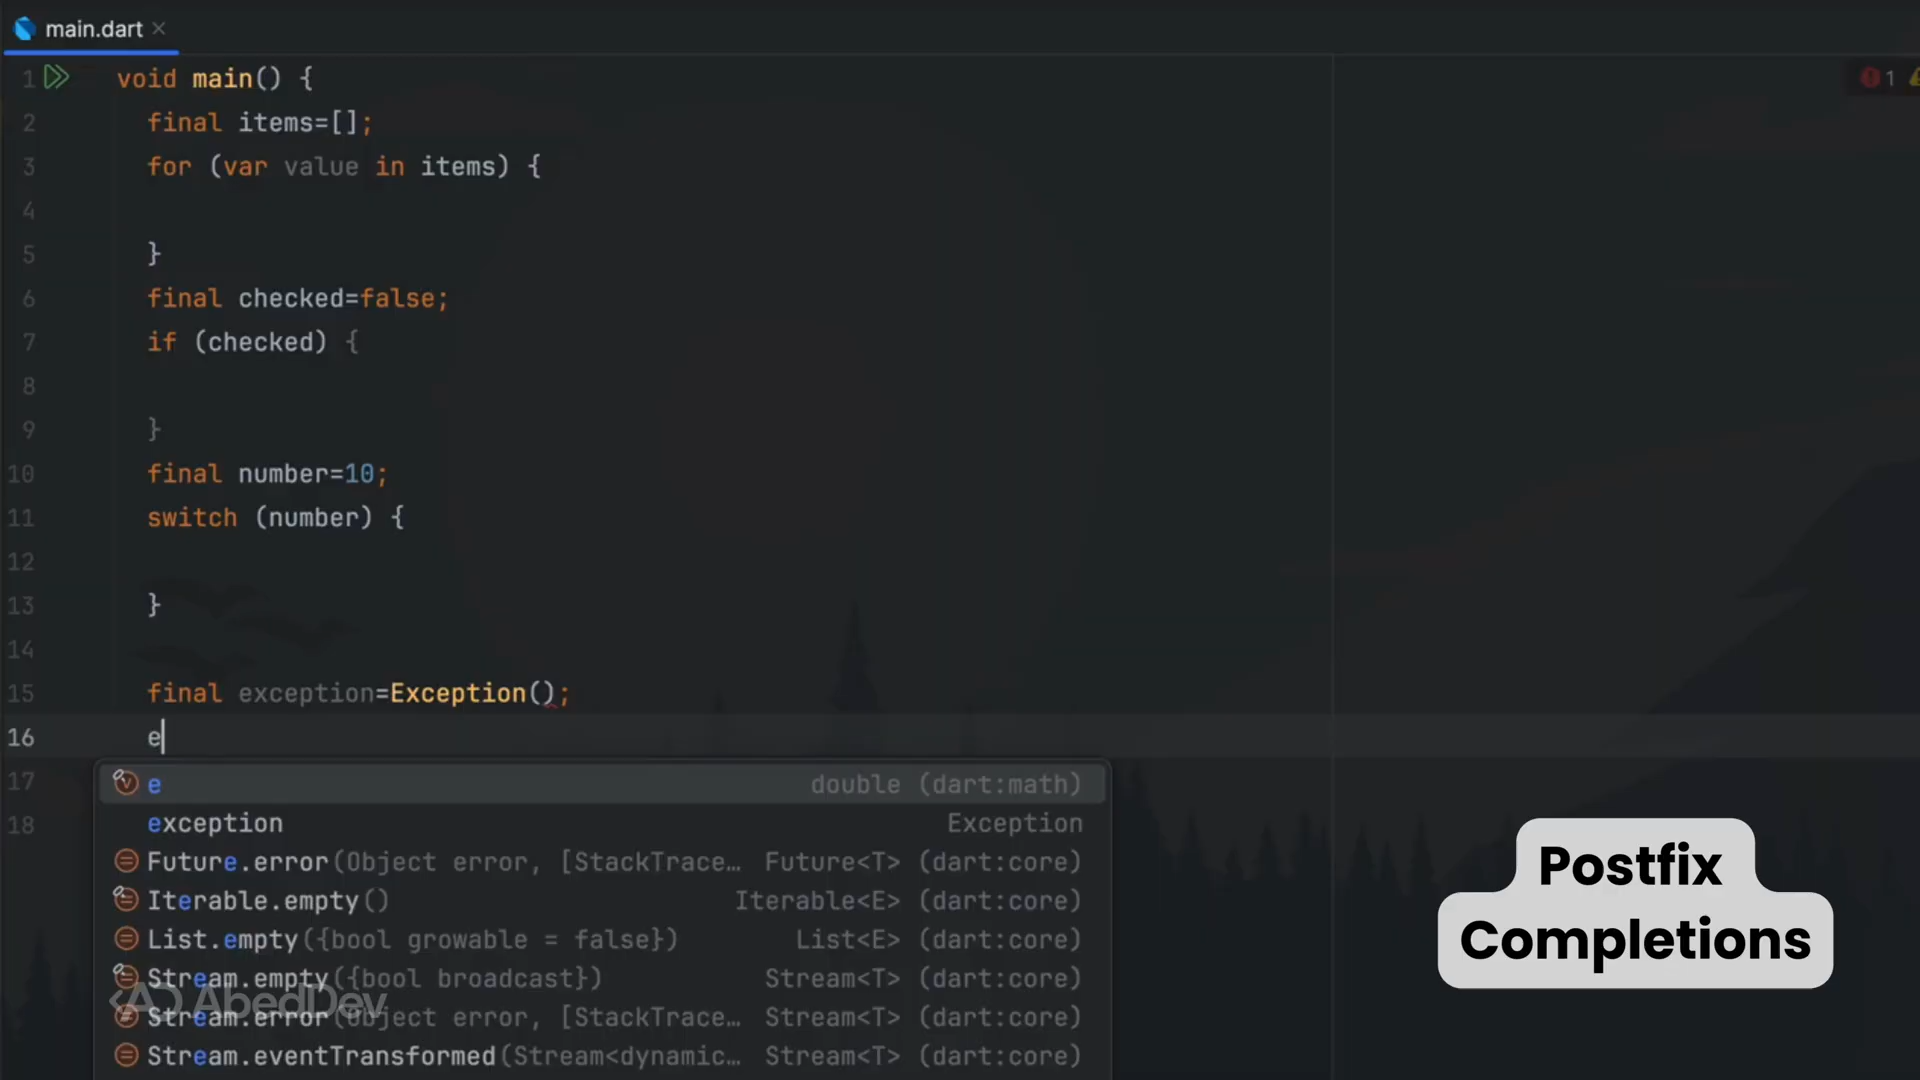 main.dart
1 void main() {
1
2 final items=[];
3 for (var value in items) {
4
5 }
6 final checked=false;
7 if (checked) {
8
9 }
10 final number=10;
11 switch (number) {
12
13 }
14
15 final exception=Exception();
16 e
17
18
e double (dart:math)
exception Exception
Future.error(Object error, [StackTrace… Future<T> (dart:core)
Iterable.empty() Iterable<E> (dart:core)
List.empty({bool growable = false}) List<E> (dart:core)
Stream.empty({bool broadcast}) Stream<T> (dart:core)
AbedDev
Stream.error(Object error, [StackTrace… Stream<T> (dart:core)
Stream.eventTransformed(Stream<dynamic… Stream<T> (dart:core)
Postfix
Completions